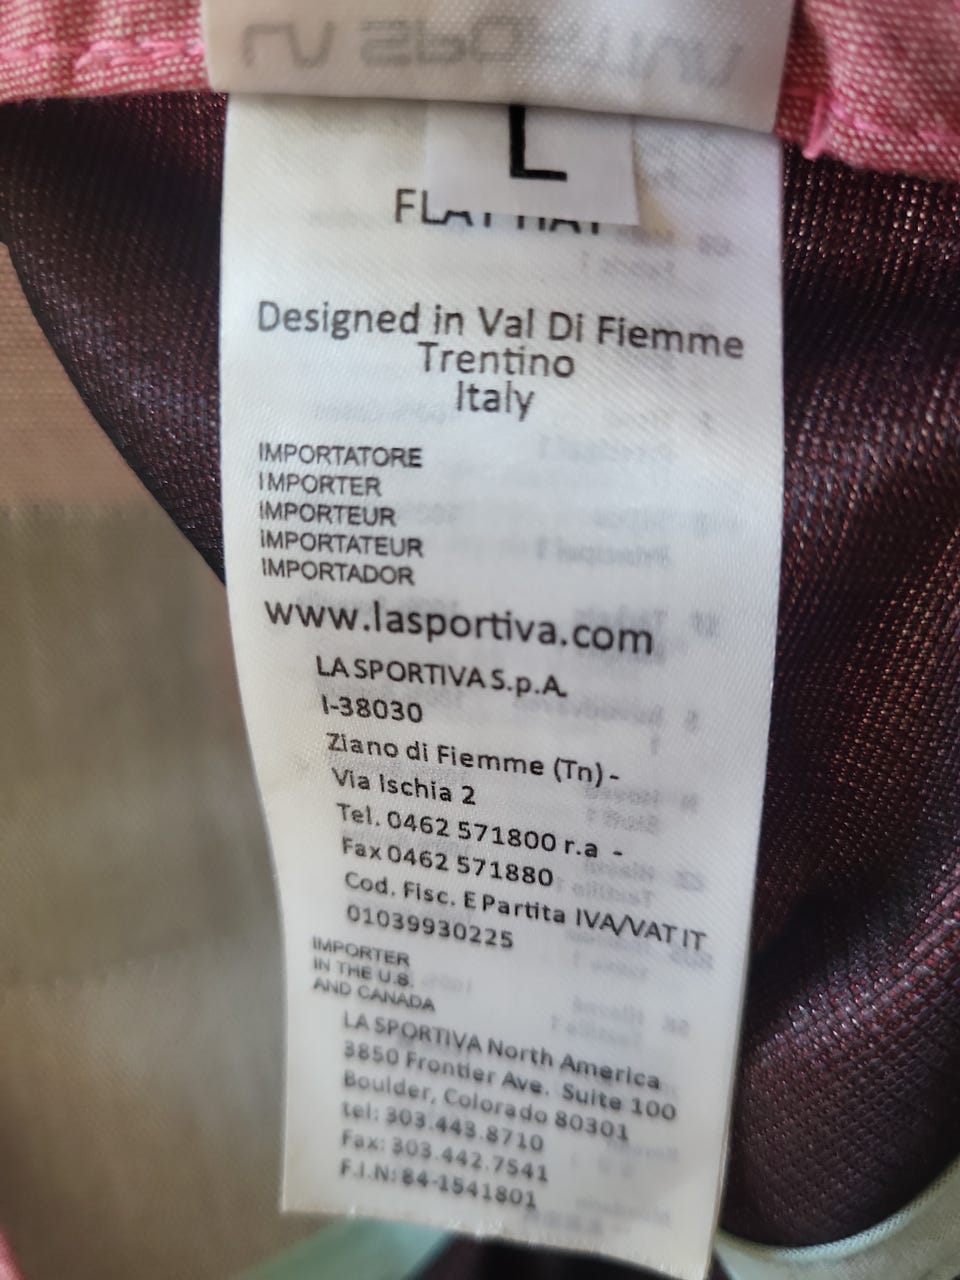 L
FLAT HAT
Designed in Val Di Fiemme
Trentino
Italy
IMPORTATORE
IMPORTER
IMPORTEUR
IMPORTATEUR
IMPORTADOR
www.lasportiva.com
LA SPORTIVA S.p.A.
I-38030
Ziano di Fiemme (Tn) -
Via Ischia 2
Tel. 0462 571800 r.a -
Fax 0462 571880
Cod. Fisc. E Partita IVA/VAT IT
01039930225
IMPORTER
IN THE U.S.
AND CANADA
LA SPORTIVA North America
3850 Frontier Ave. Suite 100
Boulder, Colorado 80301
tel: 303.443.8710
Fax: 303.442.7541
F.I.N: 84-1541801